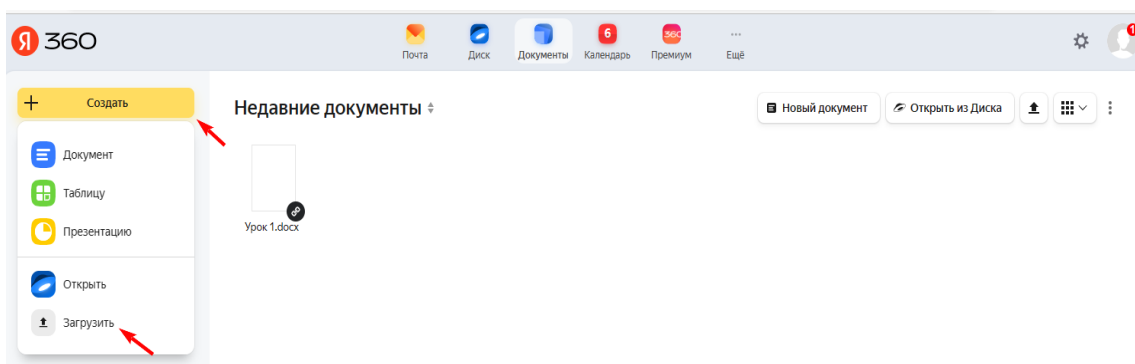 Я 360
Почта
Диск
Документы
6
Календарь
360
Премиум
Ещё
1
Создать
Документ
Таблицу
Презентацию
Открыть
Загрузить
Недавние документы
Новый документ
Открыть из Диска
Урок 1.docx